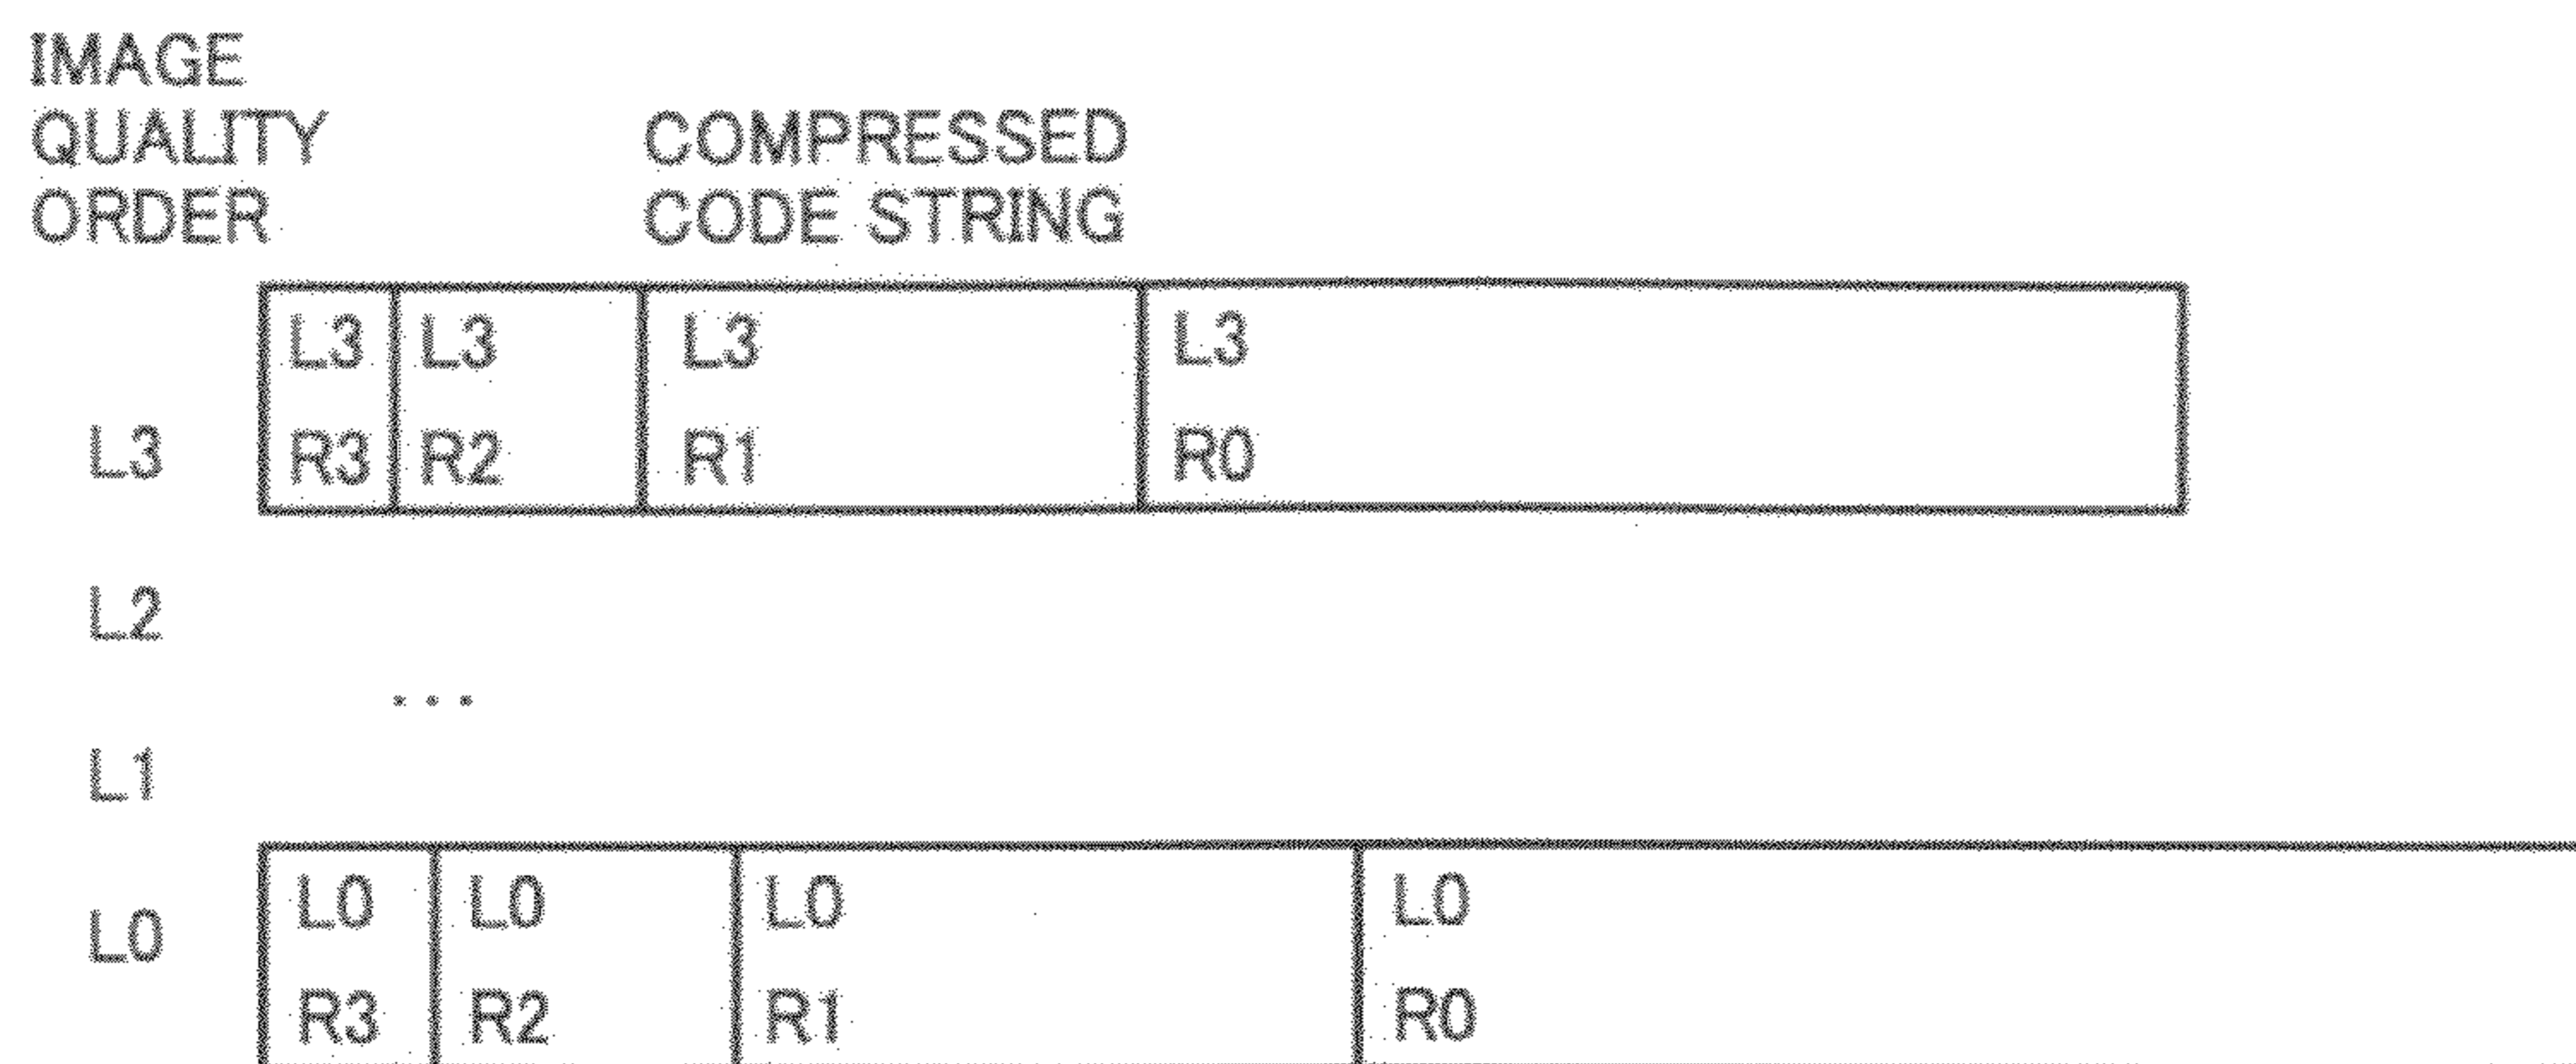 IMAGE
QUALITY COMPRESSED
ORDER CODE STRING
L3 L3 L3 L3
L3 R3 R2 R1 R0
L2
...
L1
L0 L0 L0 L0
L0
R3 R2 R1 R0